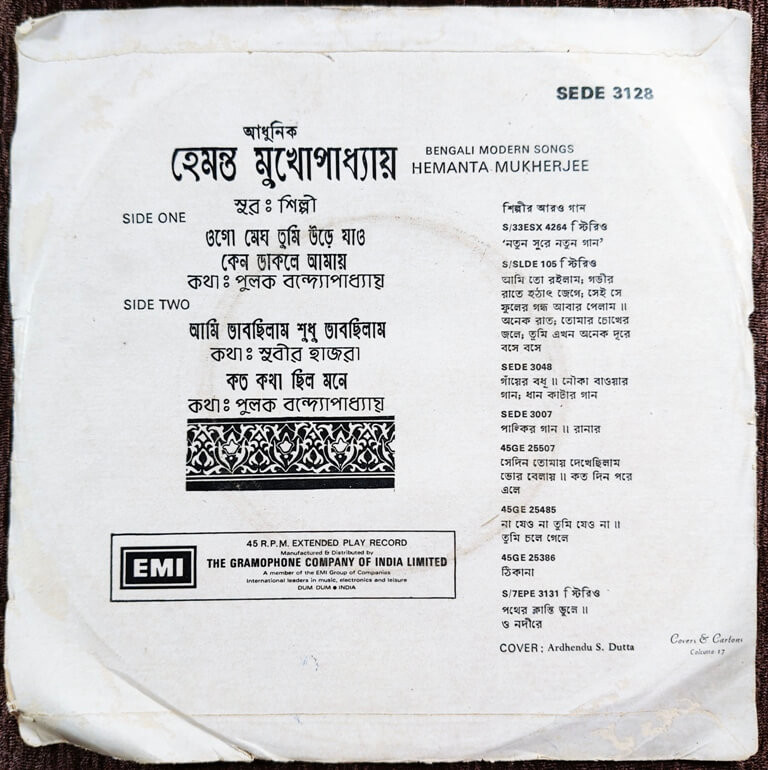 SEDE 3128
আধুনিক
হেমন্ত মুখোপাধ্যায়
BENGALI MODERN SONGS
HEMANTA MUKHERJEE
সুর : শিল্পী
SIDE ONE
ওগো মেঘ তুমি উড়ে যাও
কেন ডাকলে আমায়
কথা : পুলক বন্দ্যোপাধ্যায়
SIDE TWO
আমি ভাবছিলাম শুধু ভাবছিলাম
কথা : সুবীর হাজরা
কত কথা ছিল মনে
কথা : পুলক বন্দ্যোপাধ্যায়
EMI
45 R.P.M. EXTENDED PLAY RECORD
Manufactured & Distributed by
THE GRAMOPHONE COMPANY OF INDIA LIMITED
A member of the EMI Group of Companies
International leaders in music, electronics and leisure
DUM DUM ● INDIA
শিল্পীর আরও গান
S/33ESX 4264 স্টিরিও
'নতুন সুরে নতুন গান'
S/SLDE 105 স্টিরিও
আমি তো রইলাম; গভীর
রাতে হঠাৎ জেগে; সেই সে
ফুলের গন্ধ আবার পেলাম ॥
অনেক রাত; তোমার চোখের
জলে; তুমি এখন অনেক দূরে
বসে বসে
SEDE 3048
গাঁয়ের বধূ ॥ নৌকা বাওয়ার
গান; ধান কাটার গান
SEDE 3007
পাল্কির গান ॥ রানার
45GE 25507
সেদিন তোমায় দেখেছিলাম
ভোর বেলায় ॥ কত দিন পরে
এলে
45GE 25485
না যেও না তুমি যেও না ॥
তুমি চলে গেলে
45GE 25386
ঠিকানা
S/7EPE 3131 স্টিরিও
পথের ক্লান্তি ভুলে ॥
ও নদীরে
COVER : Ardhendu S. Dutta
Covers & Cartons
Calcutta-17